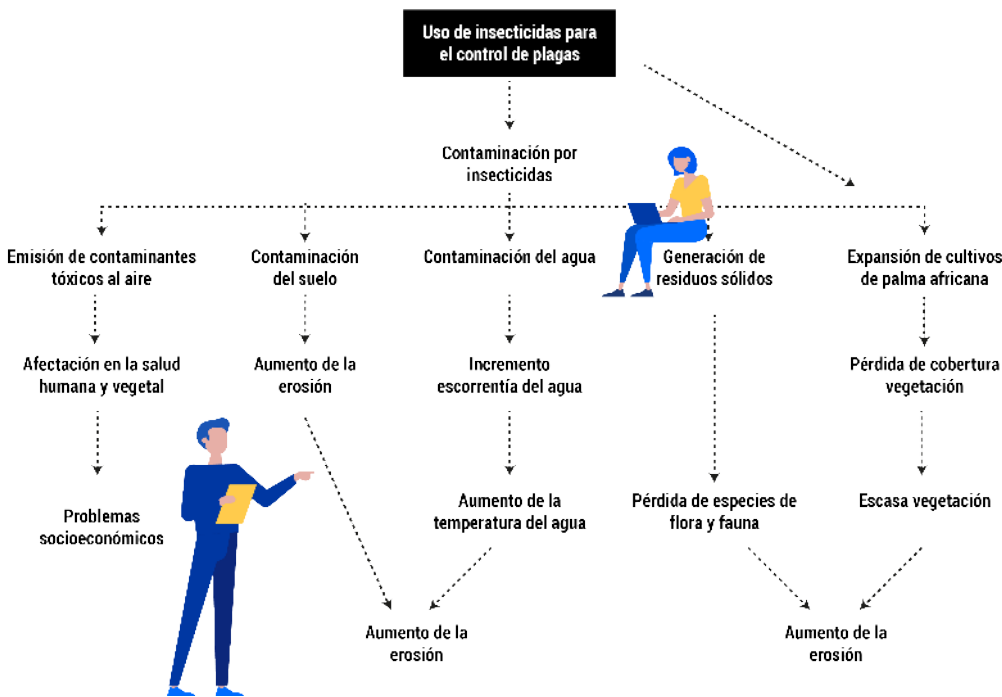 Uso de insecticidas para
el control de plagas
Contaminación por
insecticidas
Emisión de contaminantes
tóxicos al aire
Contaminación
del suelo
Contaminación del agua
Generación de
residuos sólidos
Expansión de cultivos
de palma africana
Afectación en la salud
humana y vegetal
Aumento de la
erosión
Incremento
escorrentía del agua
Pérdida de cobertura
vegetación
Problemas
socioeconómicos
Aumento de la
temperatura del agua
Pérdida de especies de
flora y fauna
Escasa vegetación
Aumento de la
erosión
Aumento de la
erosión